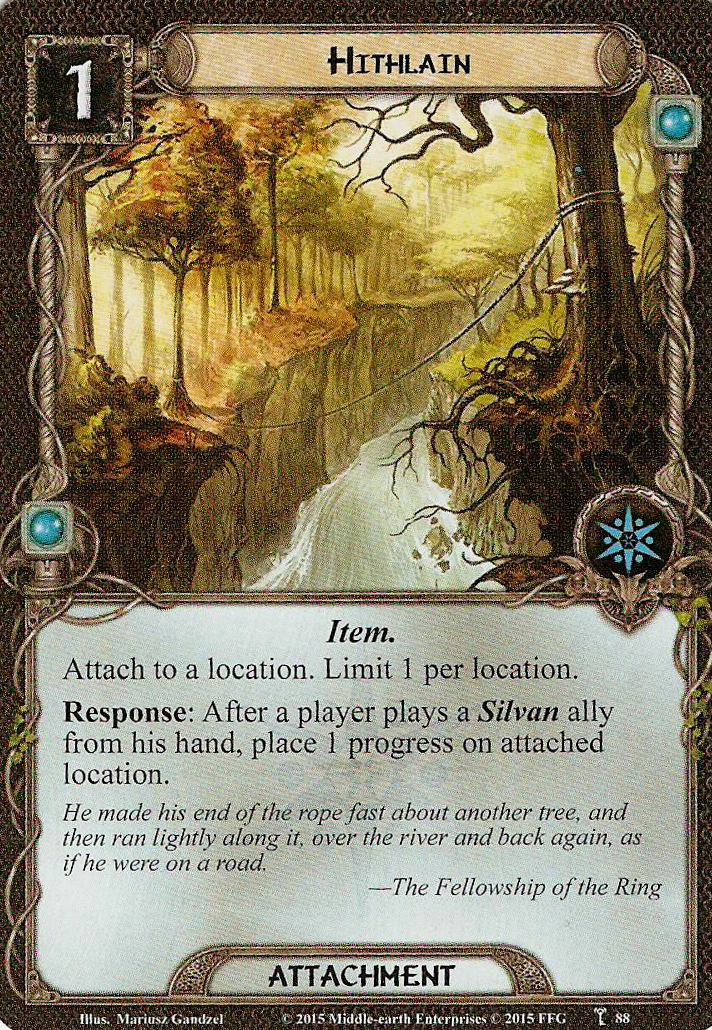 1
Hithlain
Item.
Attach to a location. Limit 1 per location.
Response: After a player plays a Silvan ally
from his hand, place 1 progress on attached
location.
He made his end of the rope fast about another tree, and
then ran lightly along it, over the river and back again, as
if he were on a road.
—The Fellowship of the Ring
ATTACHMENT
Illus. Mariusz Gandzel © 2015 Middle-earth Enterprises © 2015 FFG 88